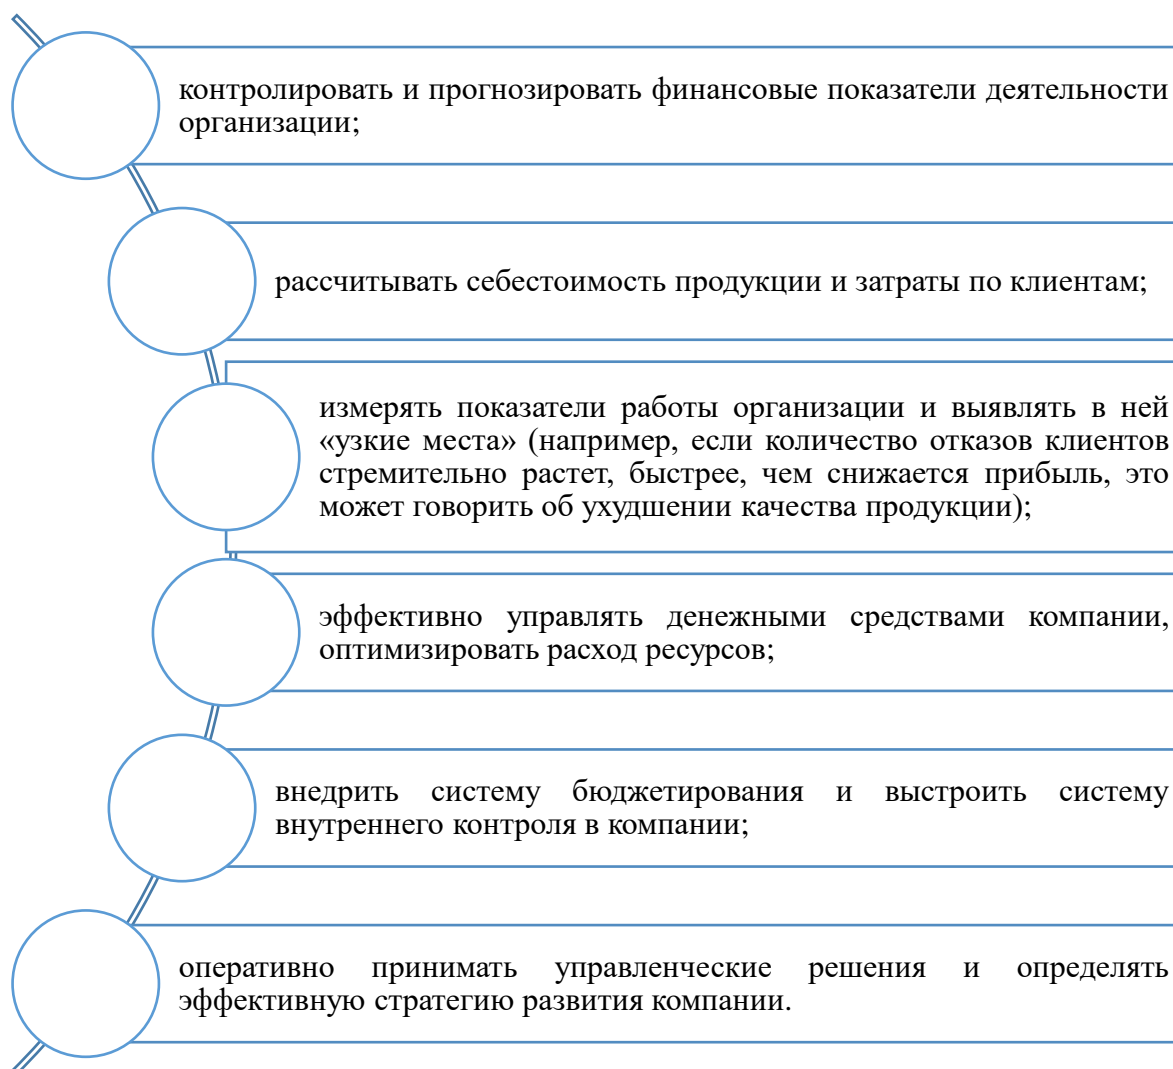 контролировать и прогнозировать финансовые показатели деятельности
организации;
рассчитывать себестоимость продукции и затраты по клиентам;
измерять показатели работы организации и выявлять в ней
«узкие места» (например, если количество отказов клиентов
стремительно растет, быстрее, чем снижается прибыль, это
может говорить об ухудшении качества продукции);
эффективно управлять денежными средствами компании,
оптимизировать расход ресурсов;
внедрить систему бюджетирования и выстроить систему
внутреннего контроля в компании;
оперативно принимать управленческие решения и определять
эффективную стратегию развития компании.